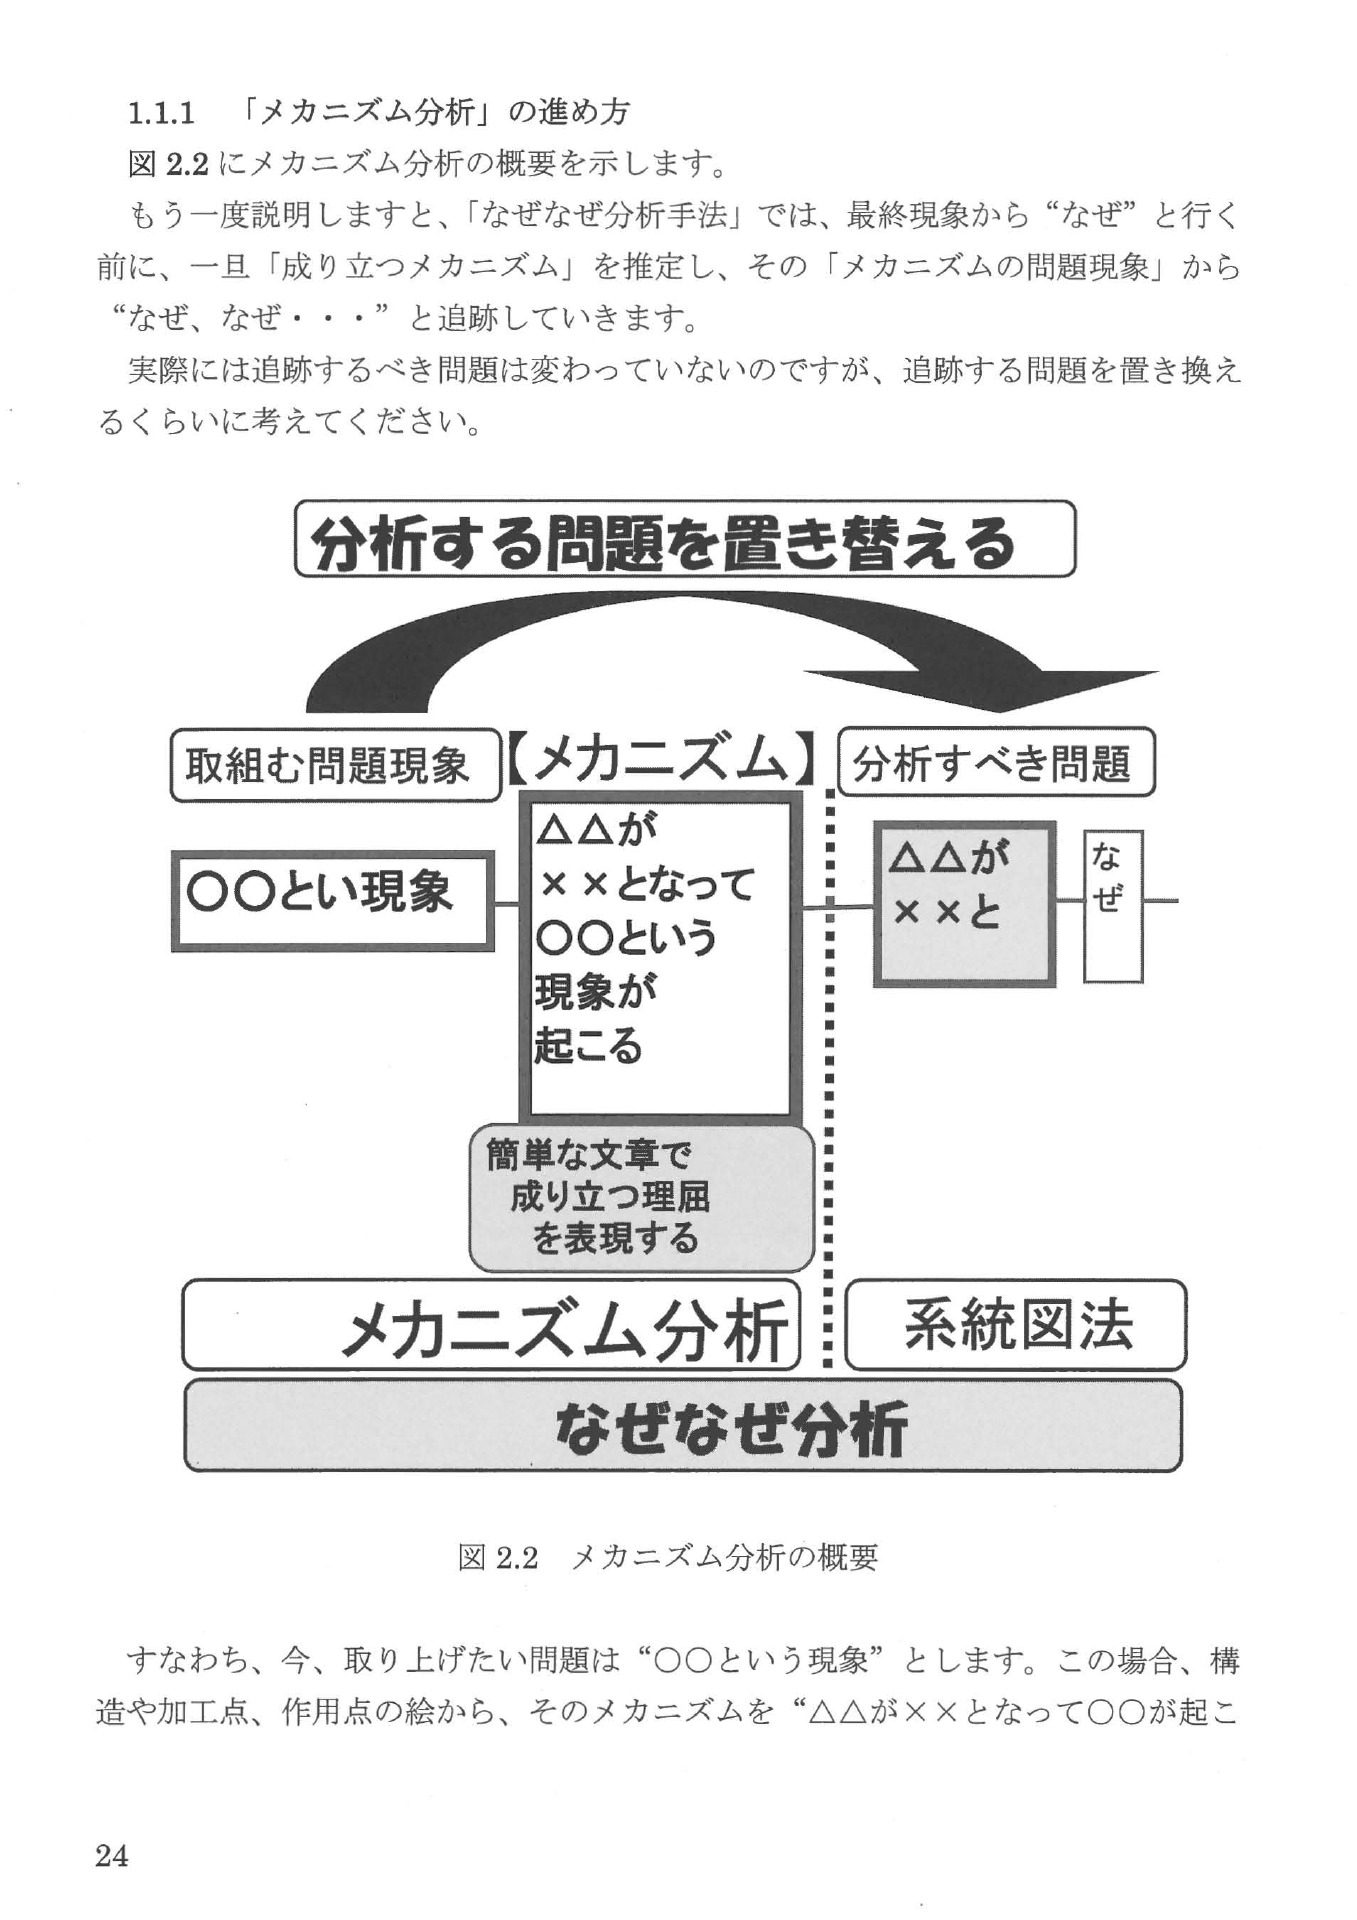 1.1.1　「メカニズム分析」の進め方
図 2.2 にメカニズム分析の概要を示します。
もう一度説明しますと、「なぜなぜ分析手法」では、最終現象から “なぜ” と行く
前に、一旦「成り立つメカニズム」を推定し、その「メカニズムの問題現象」から
“なぜ、なぜ・・・” と追跡していきます。
実際には追跡するべき問題は変わっていないのですが、追跡する問題を置き換え
るくらいに考えてください。
分析する問題を置き替える
取組む問題現象
【メカニズム】
分析すべき問題
〇〇とい現象
△△が
××となって
〇〇という
現象が
起こる
△△が
××と
な
ぜ
簡単な文章で
成り立つ理屈
を表現する
メカニズム分析
系統図法
なぜなぜ分析
図 2.2　メカニズム分析の概要
すなわち、今、取り上げたい問題は “〇〇という現象” とします。この場合、構
造や加工点、作用点の絵から、そのメカニズムを “△△が××となって〇〇が起こ
24